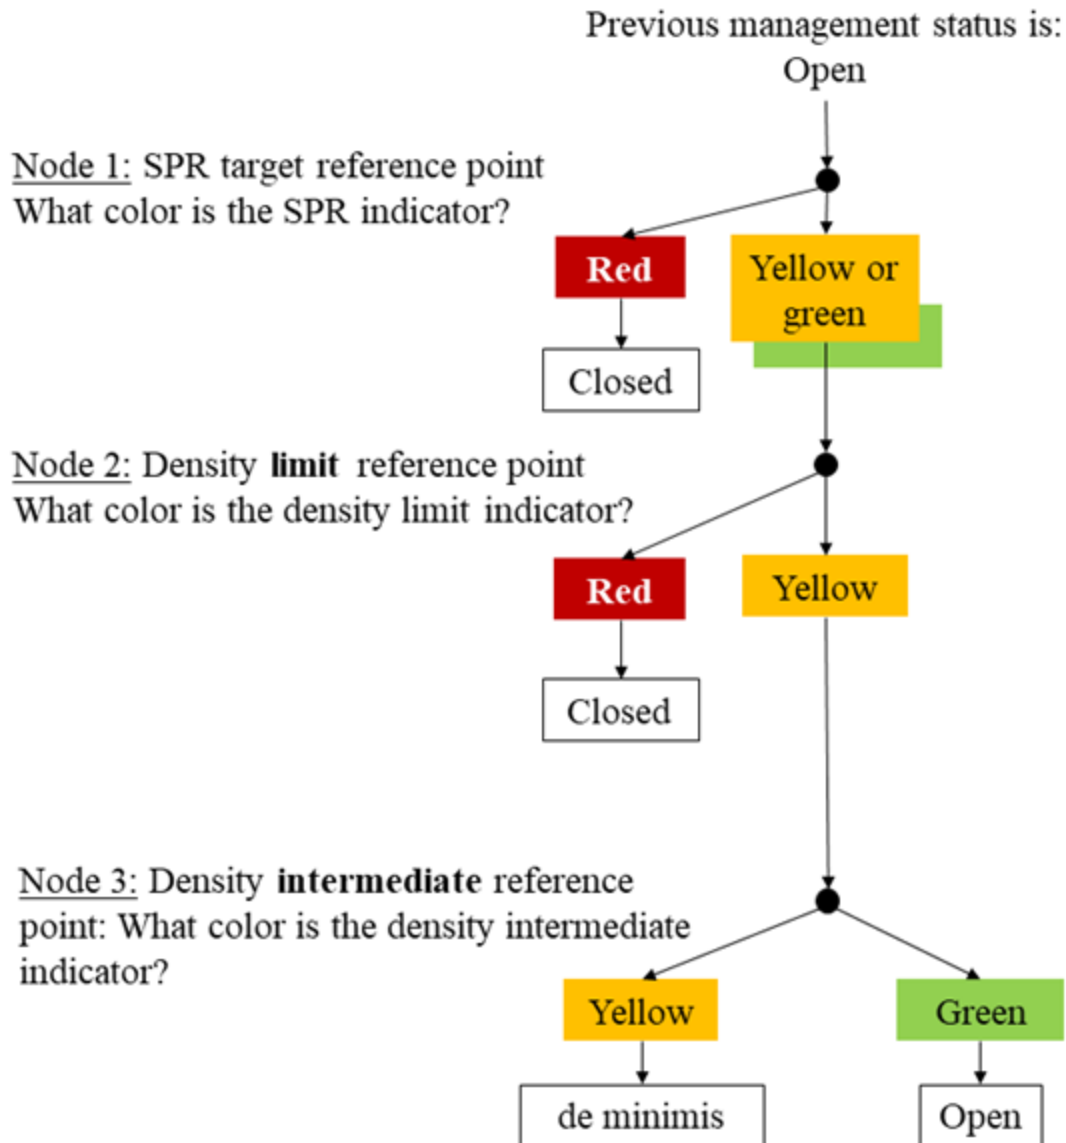 Previous management status is:
Open
Node 1: SPR target reference point
What color is the SPR indicator?
Red
Yellow or
green
Closed
Node 2: Density limit reference point
What color is the density limit indicator?
Red
Yellow
Closed
Node 3: Density intermediate reference
point: What color is the density intermediate
indicator?
Yellow
Green
de minimis
Open